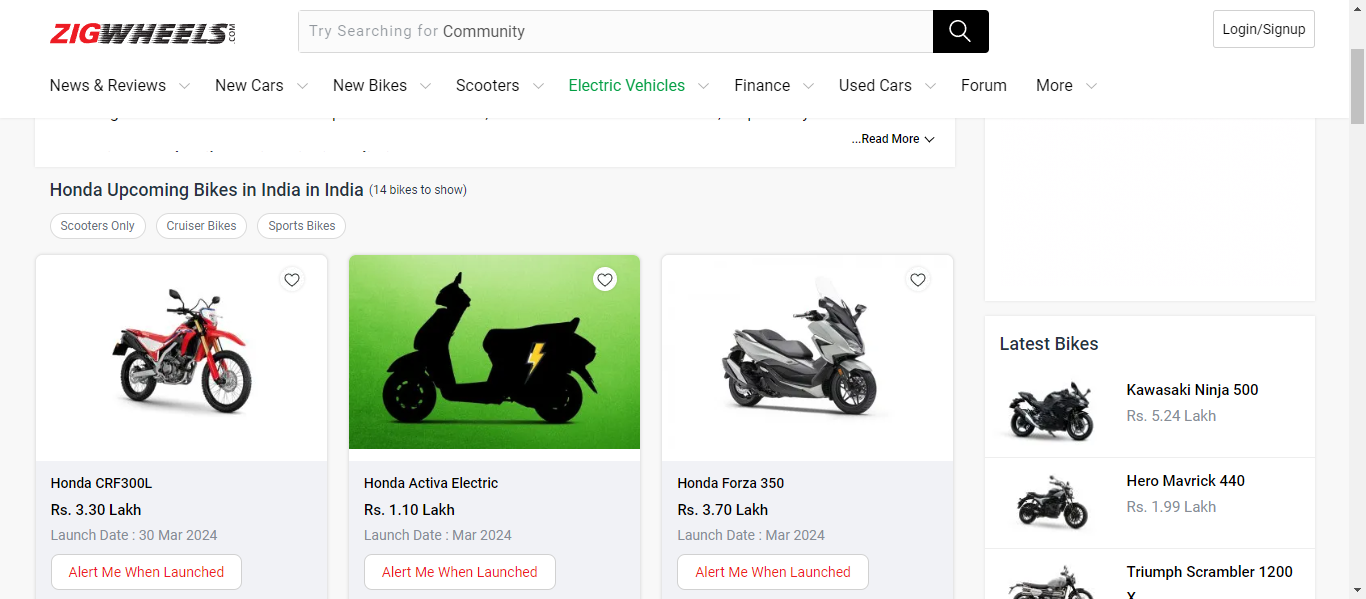 ZIGWHEELS.COM
Try Searching for Community
Login/Signup
News & Reviews
New Cars
New Bikes
Scooters
Electric Vehicles
Finance
Used Cars
Forum
More
...Read More
Honda Upcoming Bikes in India in India (14 bikes to show)
Scooters Only
Cruiser Bikes
Sports Bikes
Honda CRF300L
Rs. 3.30 Lakh
Launch Date : 30 Mar 2024
Alert Me When Launched
Honda Activa Electric
Rs. 1.10 Lakh
Launch Date : Mar 2024
Alert Me When Launched
Honda Forza 350
Rs. 3.70 Lakh
Launch Date : Mar 2024
Alert Me When Launched
Latest Bikes
Kawasaki Ninja 500
Rs. 5.24 Lakh
Hero Mavrick 440
Rs. 1.99 Lakh
Triumph Scrambler 1200
X